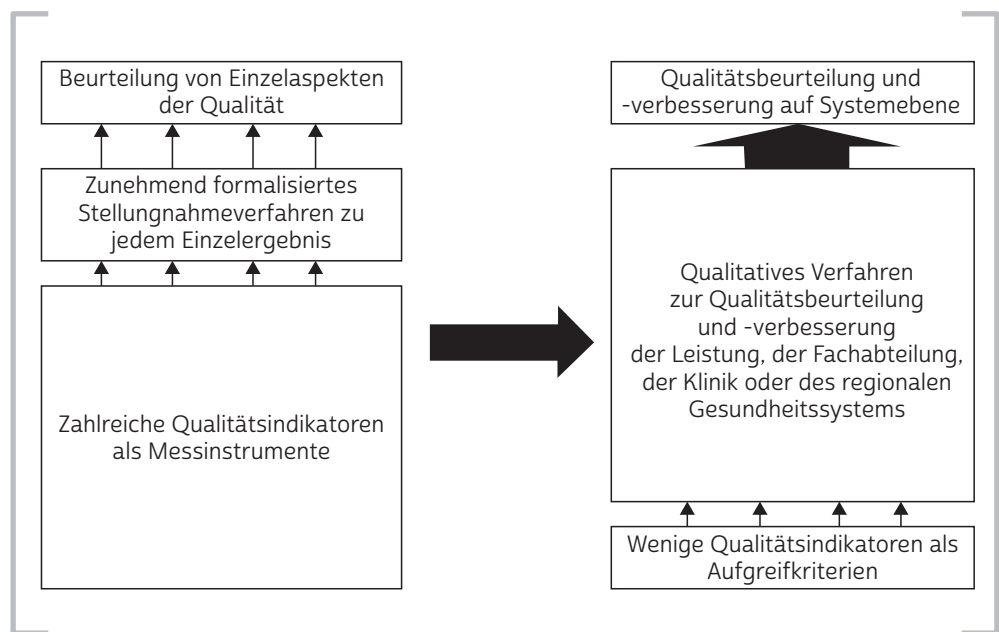 Beurteilung von Einzelaspekten
der Qualität
Zunehmend formalisiertes
Stellungnahmeverfahren zu
jedem Einzelergebnis
Zahlreiche Qualitätsindikatoren
als Messinstrumente
Qualitätsbeurteilung und
-verbesserung auf Systemebene
Qualitatives Verfahren
zur Qualitätsbeurteilung
und -verbesserung
der Leistung, der Fachabteilung,
der Klinik oder des regionalen
Gesundheitssystems
Wenige Qualitätsindikatoren als
Aufgreifkriterien